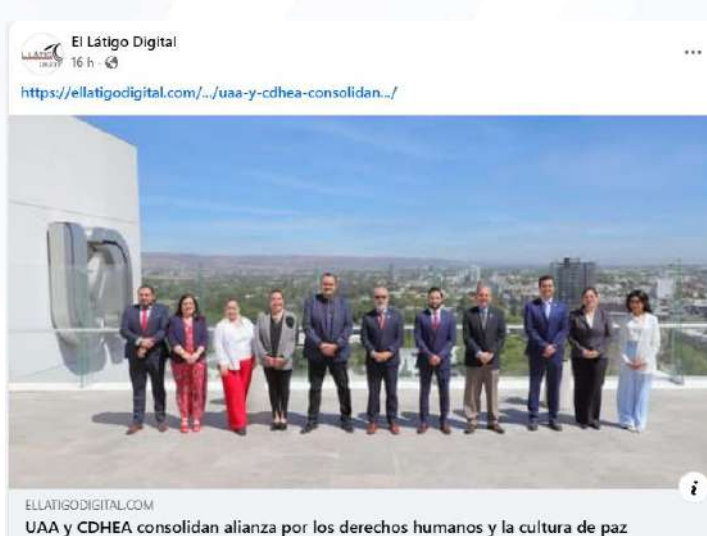 El Látigo Digital
16 h ·
https://ellatigodigital.com/.../uaa-y-cdhea-consolidan.../
ELLATIGODIGITAL.COM
UAA y CDHEA consolidan alianza por los derechos humanos y la cultura de paz